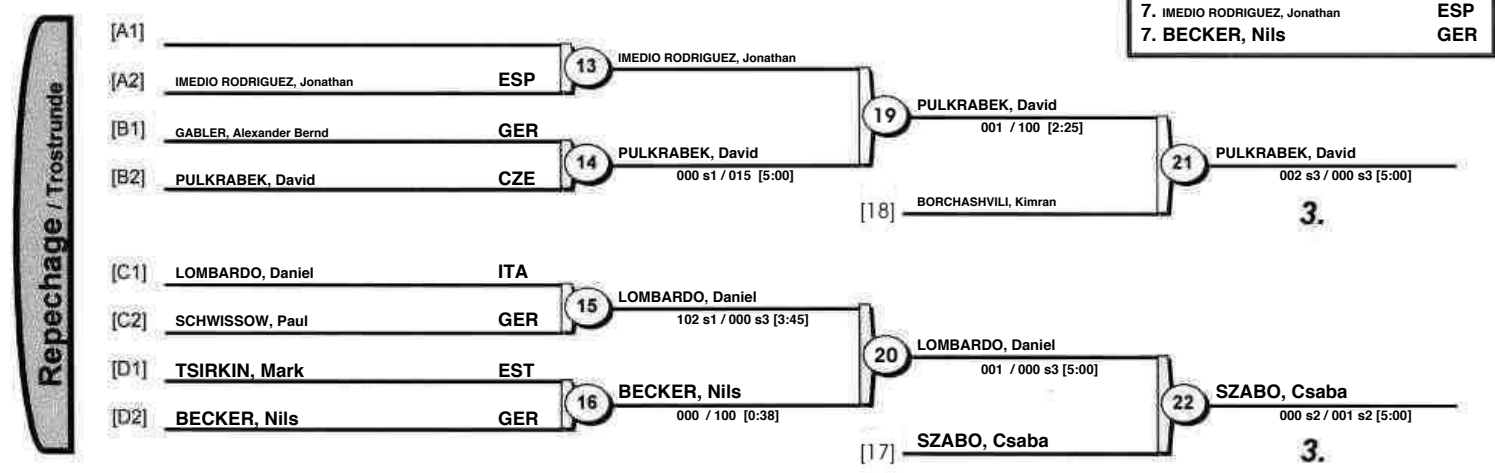 7. IMEDIO RODRIGUEZ, Jonathan ESP
7. BECKER, Nils GER
Repechage / Trostrunde
[A1]
[A2] IMEDIO RODRIGUEZ, Jonathan ESP
13 IMEDIO RODRIGUEZ, Jonathan
[B1] GABLER, Alexander Bernd GER
[B2] PULKRABEK, David CZE
14 PULKRABEK, David
000 s1 / 015 [5:00]
19 PULKRABEK, David
001 / 100 [2:25]
[18] BORCHASHVILI, Kimran
21 PULKRABEK, David
002 s3 / 000 s3 [5:00]
3.
[C1] LOMBARDO, Daniel ITA
[C2] SCHWISSOW, Paul GER
15 LOMBARDO, Daniel
102 s1 / 000 s3 [3:45]
[D1] TSIRKIN, Mark EST
[D2] BECKER, Nils GER
16 BECKER, Nils
000 / 100 [0:38]
20 LOMBARDO, Daniel
001 / 000 s3 [5:00]
[17] SZABO, Csaba
22 SZABO, Csaba
000 s2 / 001 s2 [5:00]
3.